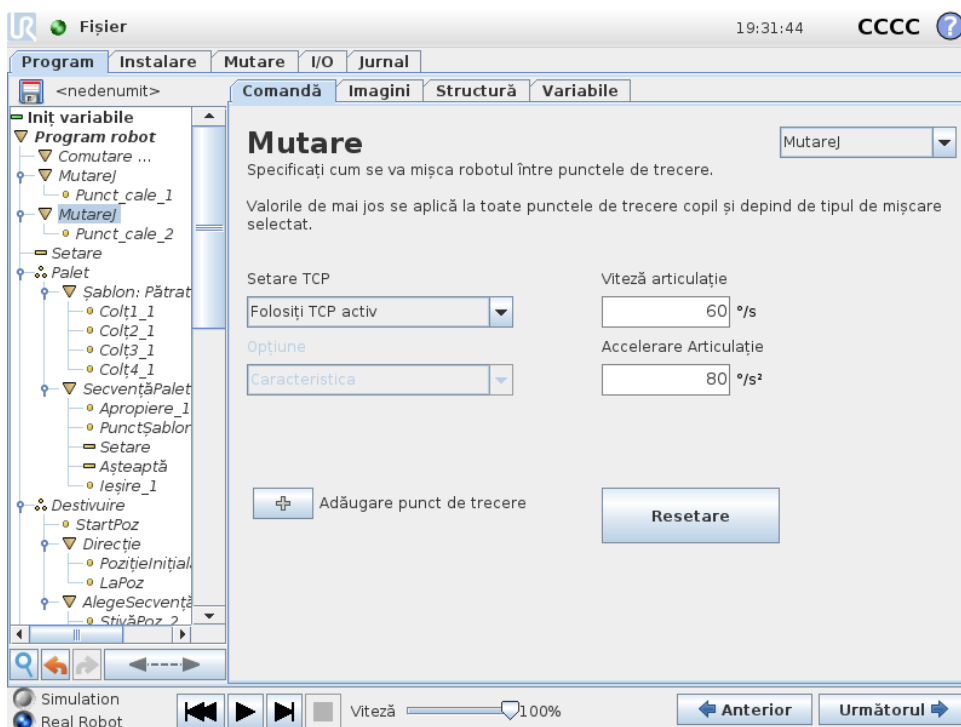 UR Fișier 19:31:44 CCCC ?
Program Instalare Mutare I/O Jurnal
<nedenumit>
Comandă Imagini Structură Variabile
Iniț variabile
Program robot
Comutare ...
MutareJ
Punct_cale_1
MutareJ
Punct_cale_2
Setare
Palet
Șablon: Pătrat
Colț1_1
Colț2_1
Colț3_1
Colț4_1
SecvențăPalet
Apropiere_1
PunctȘablon
Setare
Așteaptă
Ieșire_1
Destivuire
StartPoz
Direcție
PozițieInițial
LaPoz
AlegeSecvență
StivăPoz_2
Mutare
MutareJ
Specificați cum se va mișca robotul între punctele de trecere.
Valorile de mai jos se aplică la toate punctele de trecere copil și depind de tipul de mișcare
selectat.
Setare TCP
Folosiți TCP activ
Opțiune
Caracteristica
Viteză articulație
60 °/s
Accelerare Articulație
80 °/s²
Adăugare punct de trecere
Resetare
Simulation
Real Robot
Viteză 100%
Anterior
Următorul